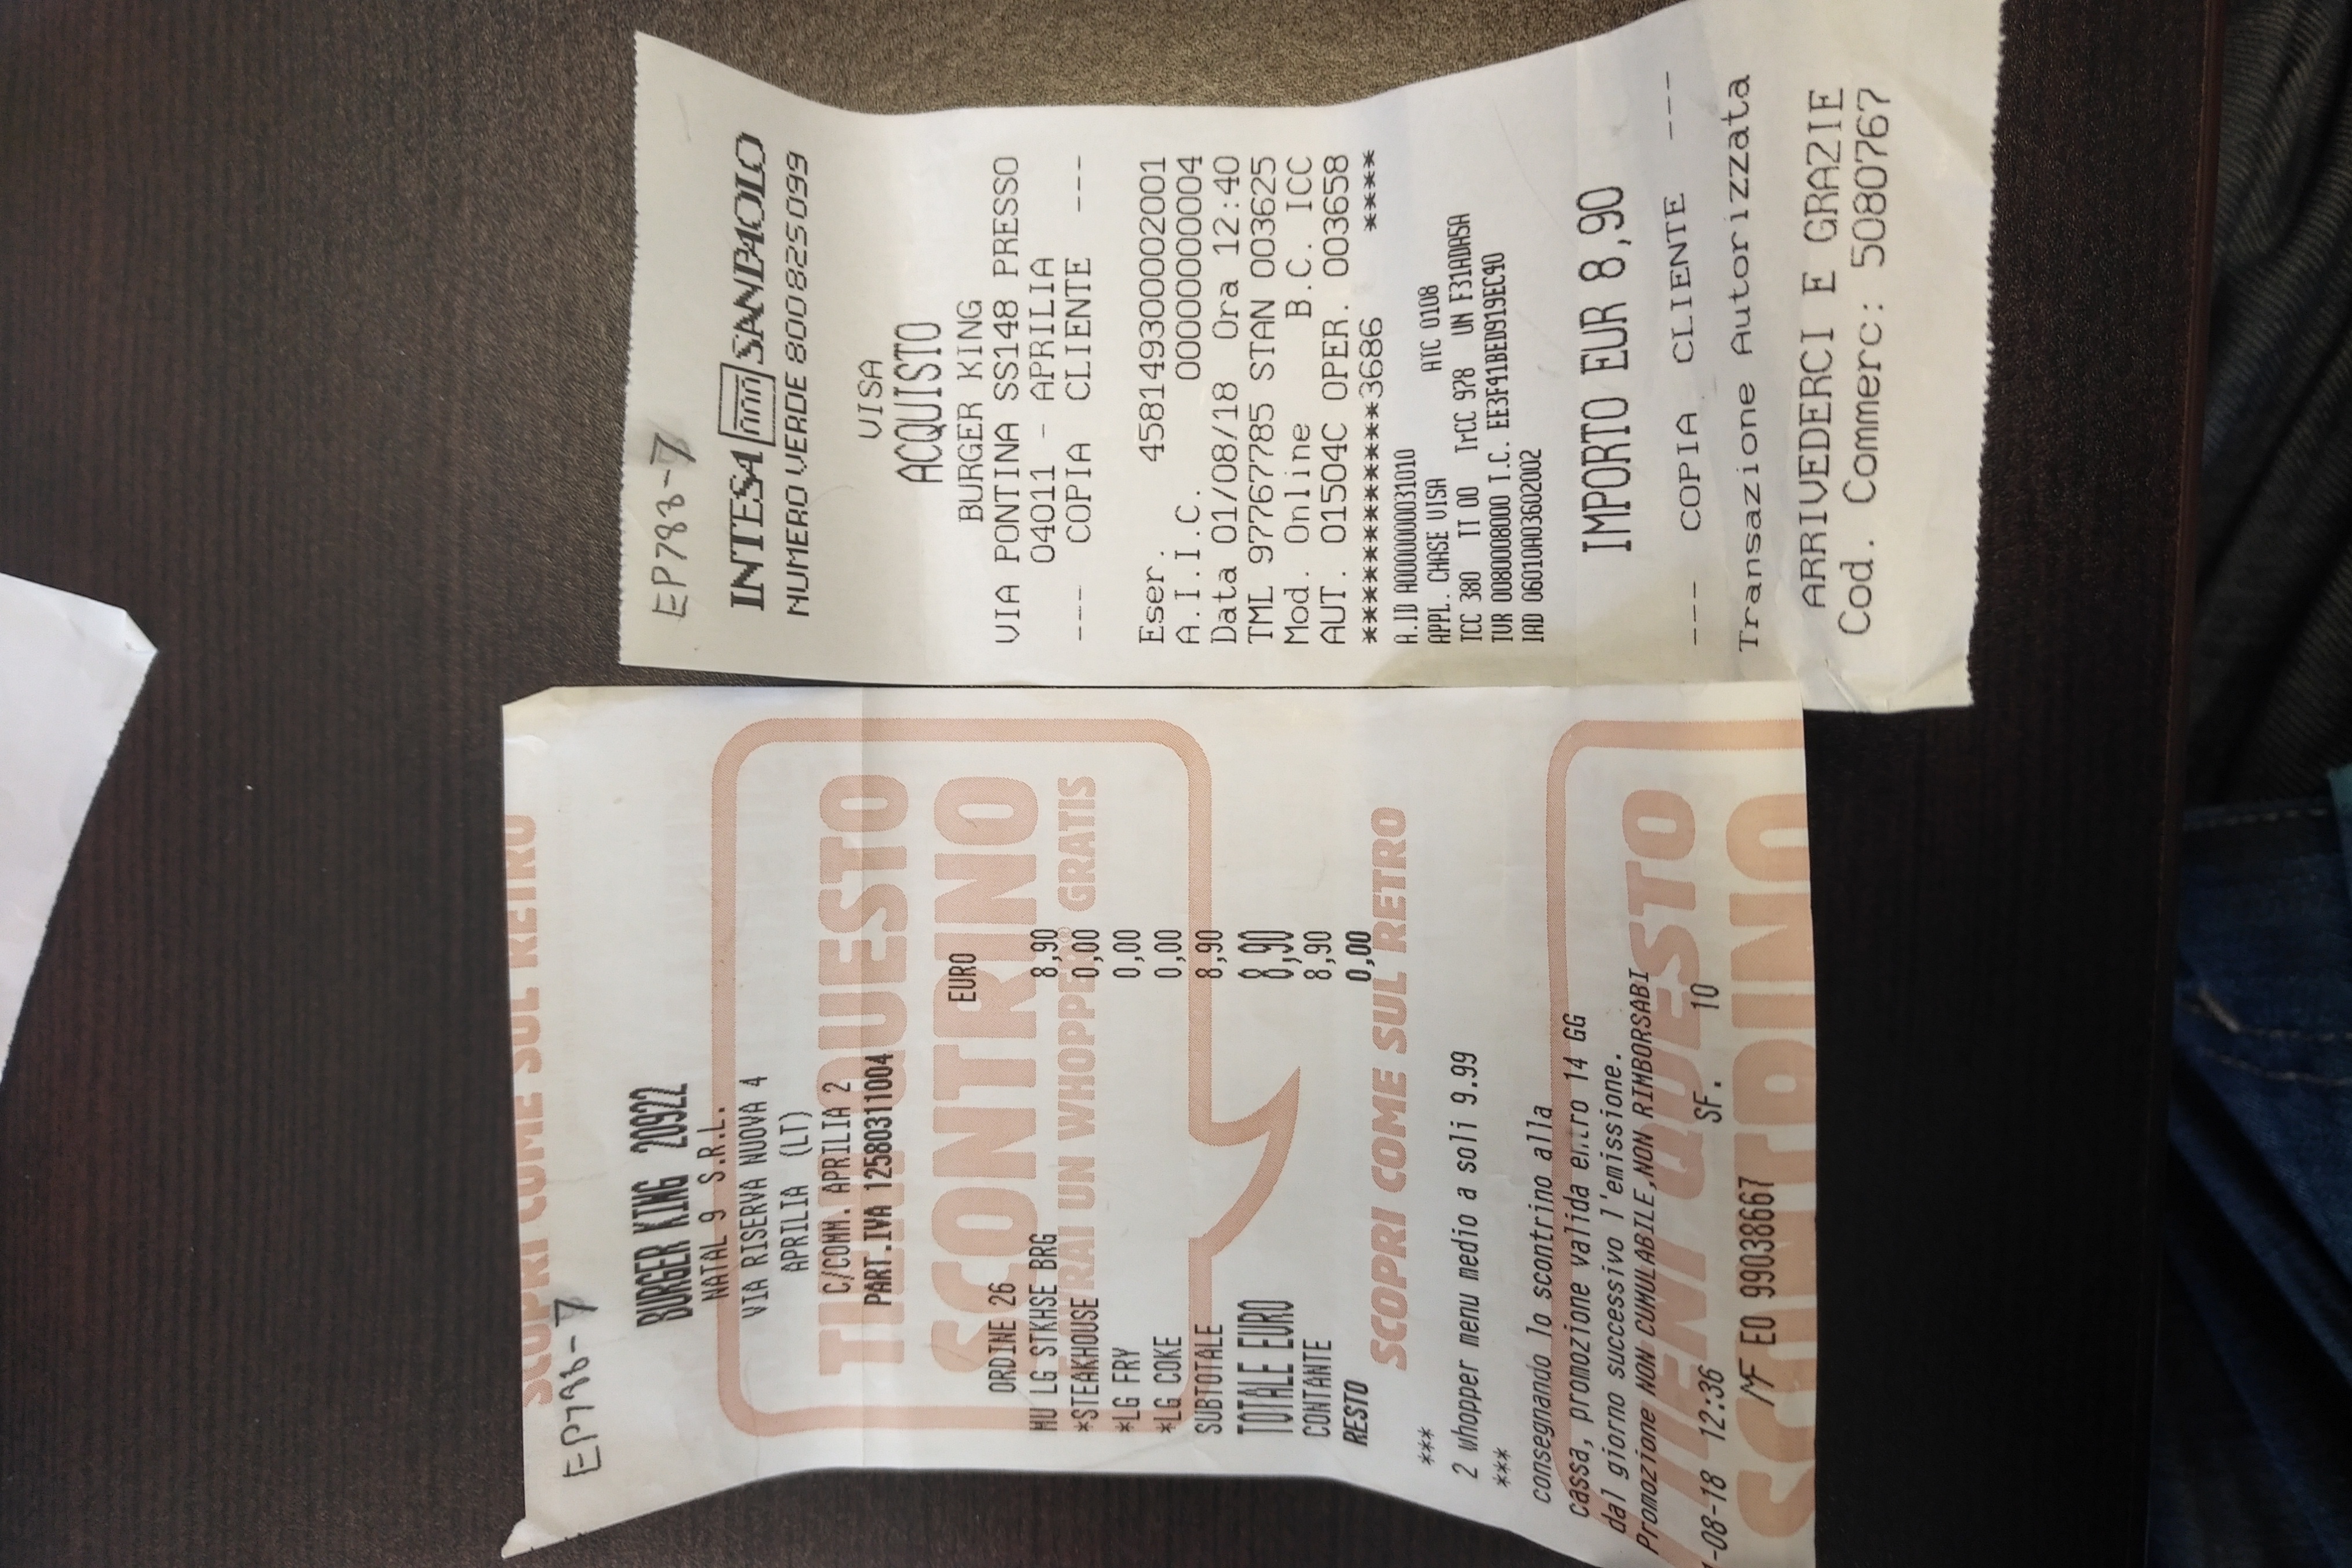 SCOPRI COME SUL RETRO
BURGER KING 20922
NATAL 9 S.R.L.
VIA RISERVA NUOVA 4
APRILIA (LT)
C/COMM. APRILIA 2
PART.IVA 12580311004
TIENI QUESTO
SCONTRINO
AVRAI UN WHOPPER® GRATIS
EURO
ORDINE 26
MU LG STKHSE BRG 8,90
*STEAKHOUSE 0,00
*LG FRY 0,00
*LG COKE 0,00
SUBTOTALE 8,90
TOTALE EURO 8,90
CONTANTE 8,90
RESTO 0,00
SCOPRI COME SUL RETRO
***
2 whopper menu medio a soli 9.99
***
consegnando lo scontrino alla
cassa, promozione valida entro 14 GG
dal giorno successivo l'emissione.
Promozione NON CUMULABILE,NON RIMBORSABI
TIENI QUESTO
-08-18 12:36 SF. 10
MF EO 99038667
SCONTRINO
EP788-7
INTESA SANPAOLO
NUMERO VERDE 800825099
VISA
ACQUISTO
BURGER KING
VIA PONTINA SS148 PRESSO
04011 - APRILIA
--- COPIA CLIENTE ---
Eser. 458149300002001
A.I.I.C. 00000000004
Data 01/08/18 Ora 12:40
TML 97767785 STAN 003625
Mod. Online B.C. ICC
AUT. 01504C OPER. 003658
************3686 ****
A.ID A0000000031010
APPL. CHASE VISA ATC 0108
TCC 380 TT 00 TrCC 978 UN F31ADA5A
TVR 0080008000 T.C. EE3F41BED919EC40
IAD 06010A03602002
IMPORTO EUR 8,90
--- COPIA CLIENTE ---
Transazione Autorizzata
ARRIVEDERCI E GRAZIE
Cod. Commerc: 5080767